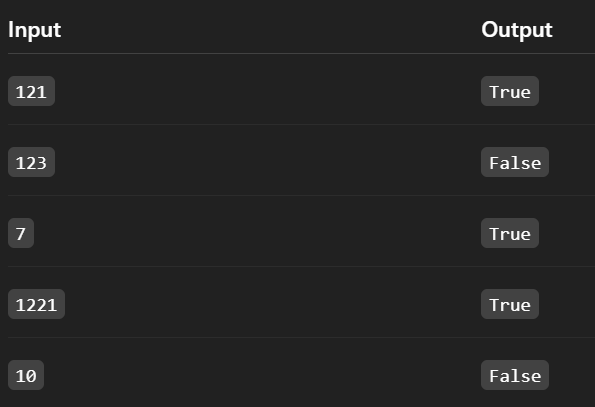 Input Output
121 True
123 False
7 True
1221 True
10 False